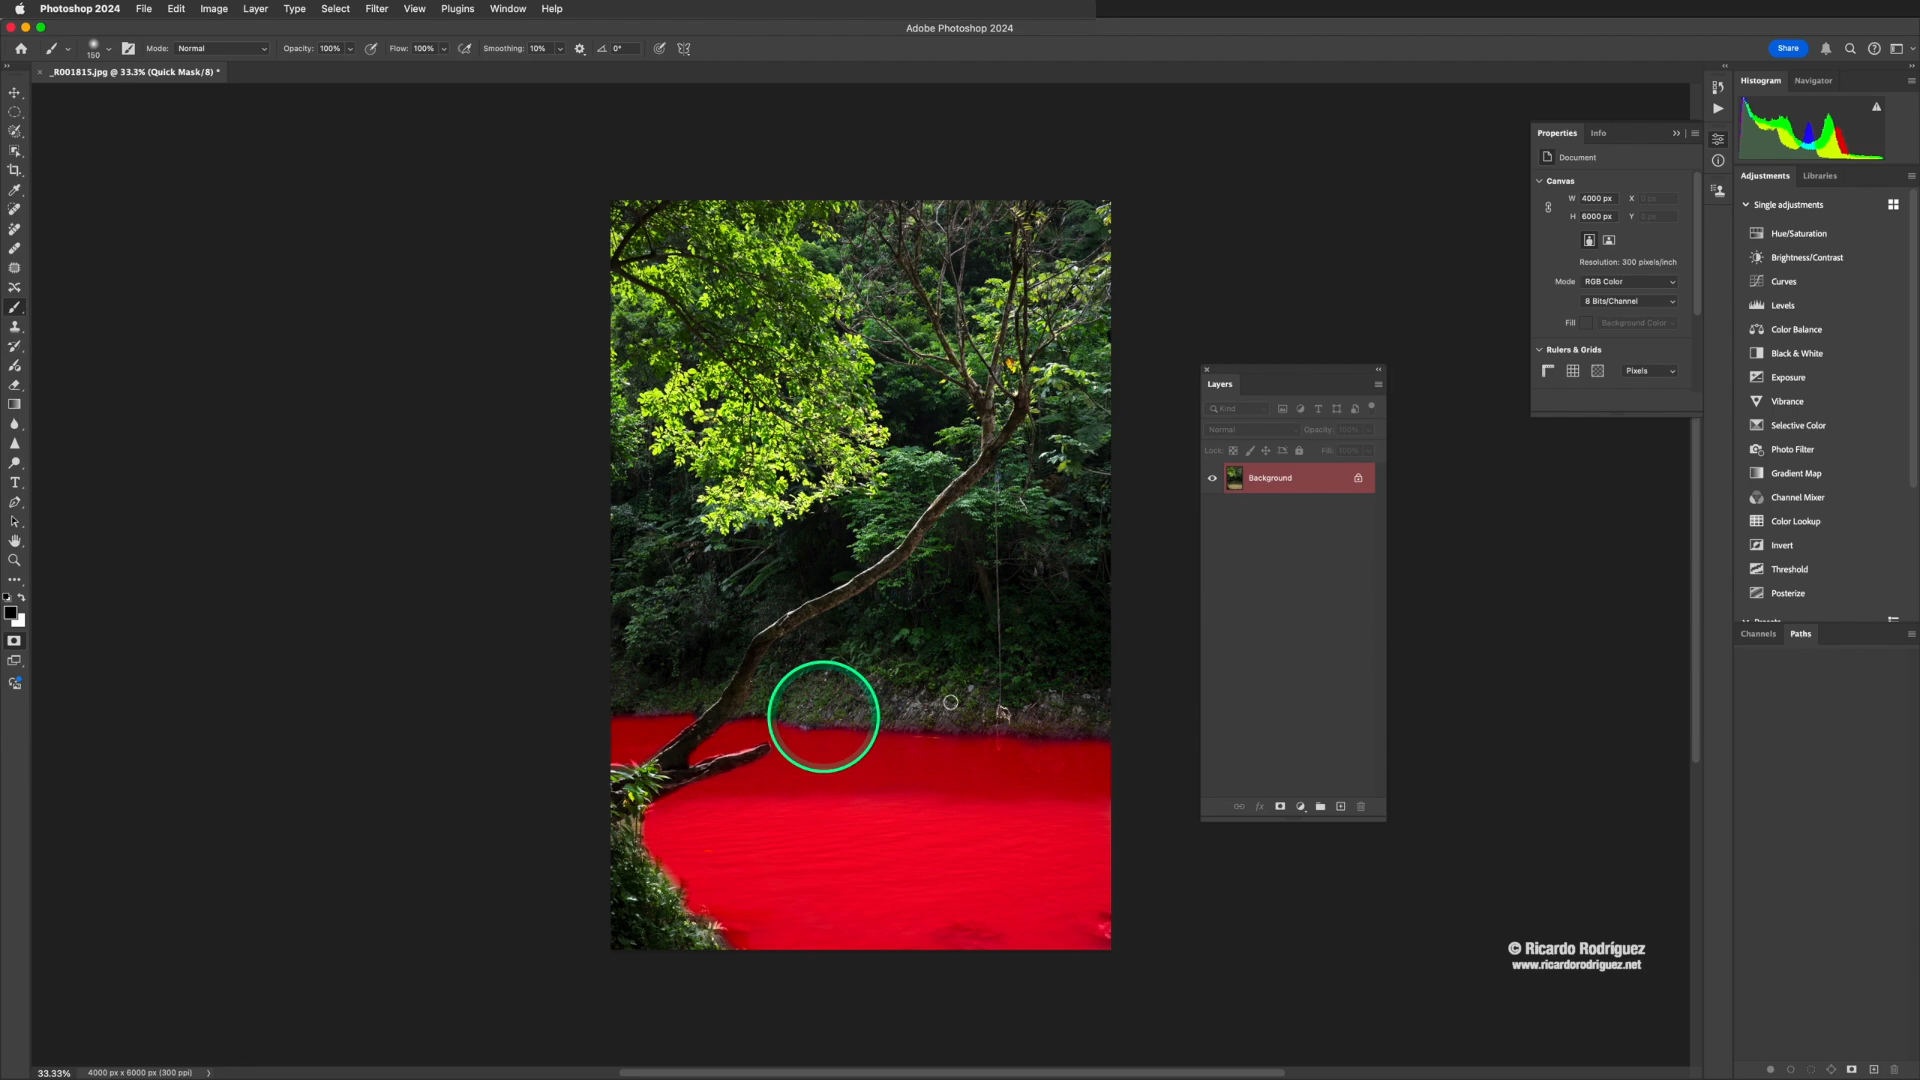 Photoshop 2024 File Edit Image Layer Type Select Filter View Plugins Window Help
Adobe Photoshop 2024
150 Mode: Normal Opacity: 100% Flow: 100% Smoothing: 10% 0° Share
_R001815.jpg @ 33.3% (Quick Mask/8) *
Histogram Navigator
Properties Info
Document
Canvas
W 4000 px X 0 px
H 6000 px Y 0 px
Resolution: 300 pixels/inch
Mode RGB Color
8 Bits/Channel
Fill Background Color
Rulers & Grids
Pixels
Adjustments Libraries
Single adjustments
Hue/Saturation
Brightness/Contrast
Curves
Levels
Color Balance
Black & White
Exposure
Vibrance
Selective Color
Photo Filter
Gradient Map
Channel Mixer
Color Lookup
Invert
Threshold
Posterize
Channels Paths
Layers
Kind
Normal Opacity: 100%
Lock: Fill: 100%
Background
© Ricardo Rodríguez
www.ricardorodriguez.net
33.33% 4000 px x 6000 px (300 ppi)